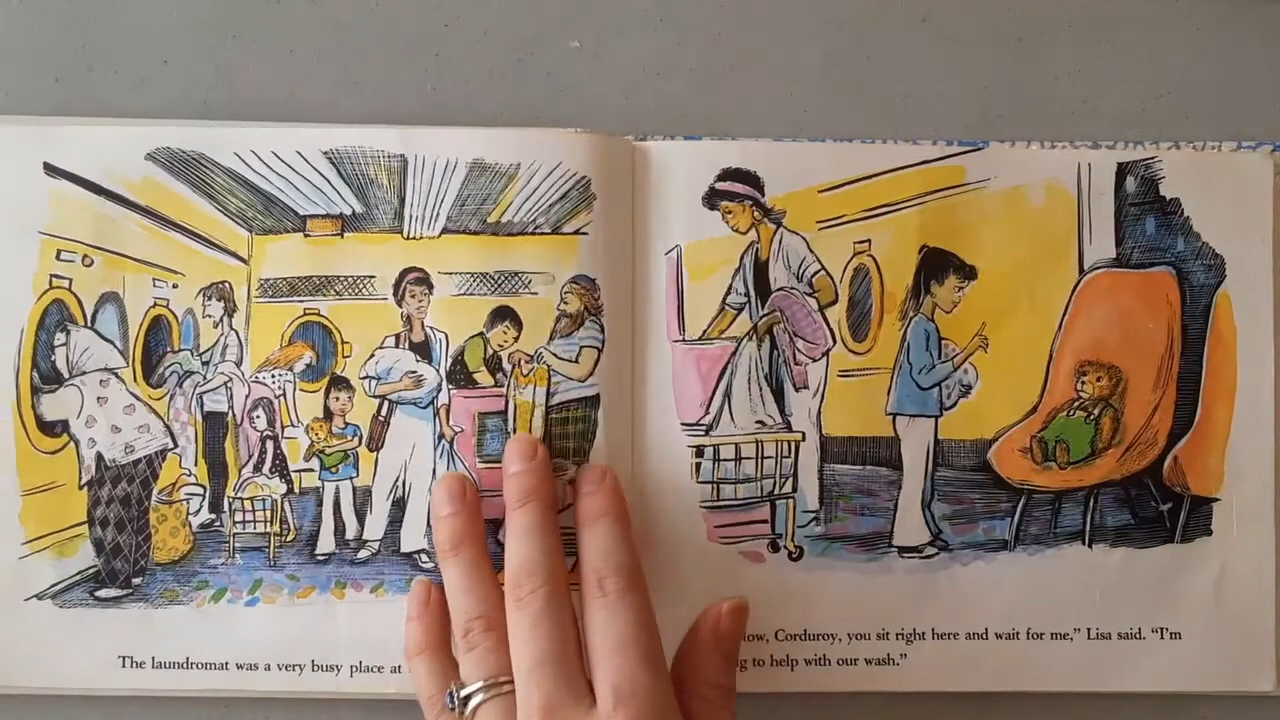 The laundromat was a very busy place at
Corduroy, you sit right here and wait for me,” Lisa said. “I’m
to help with our wash.”